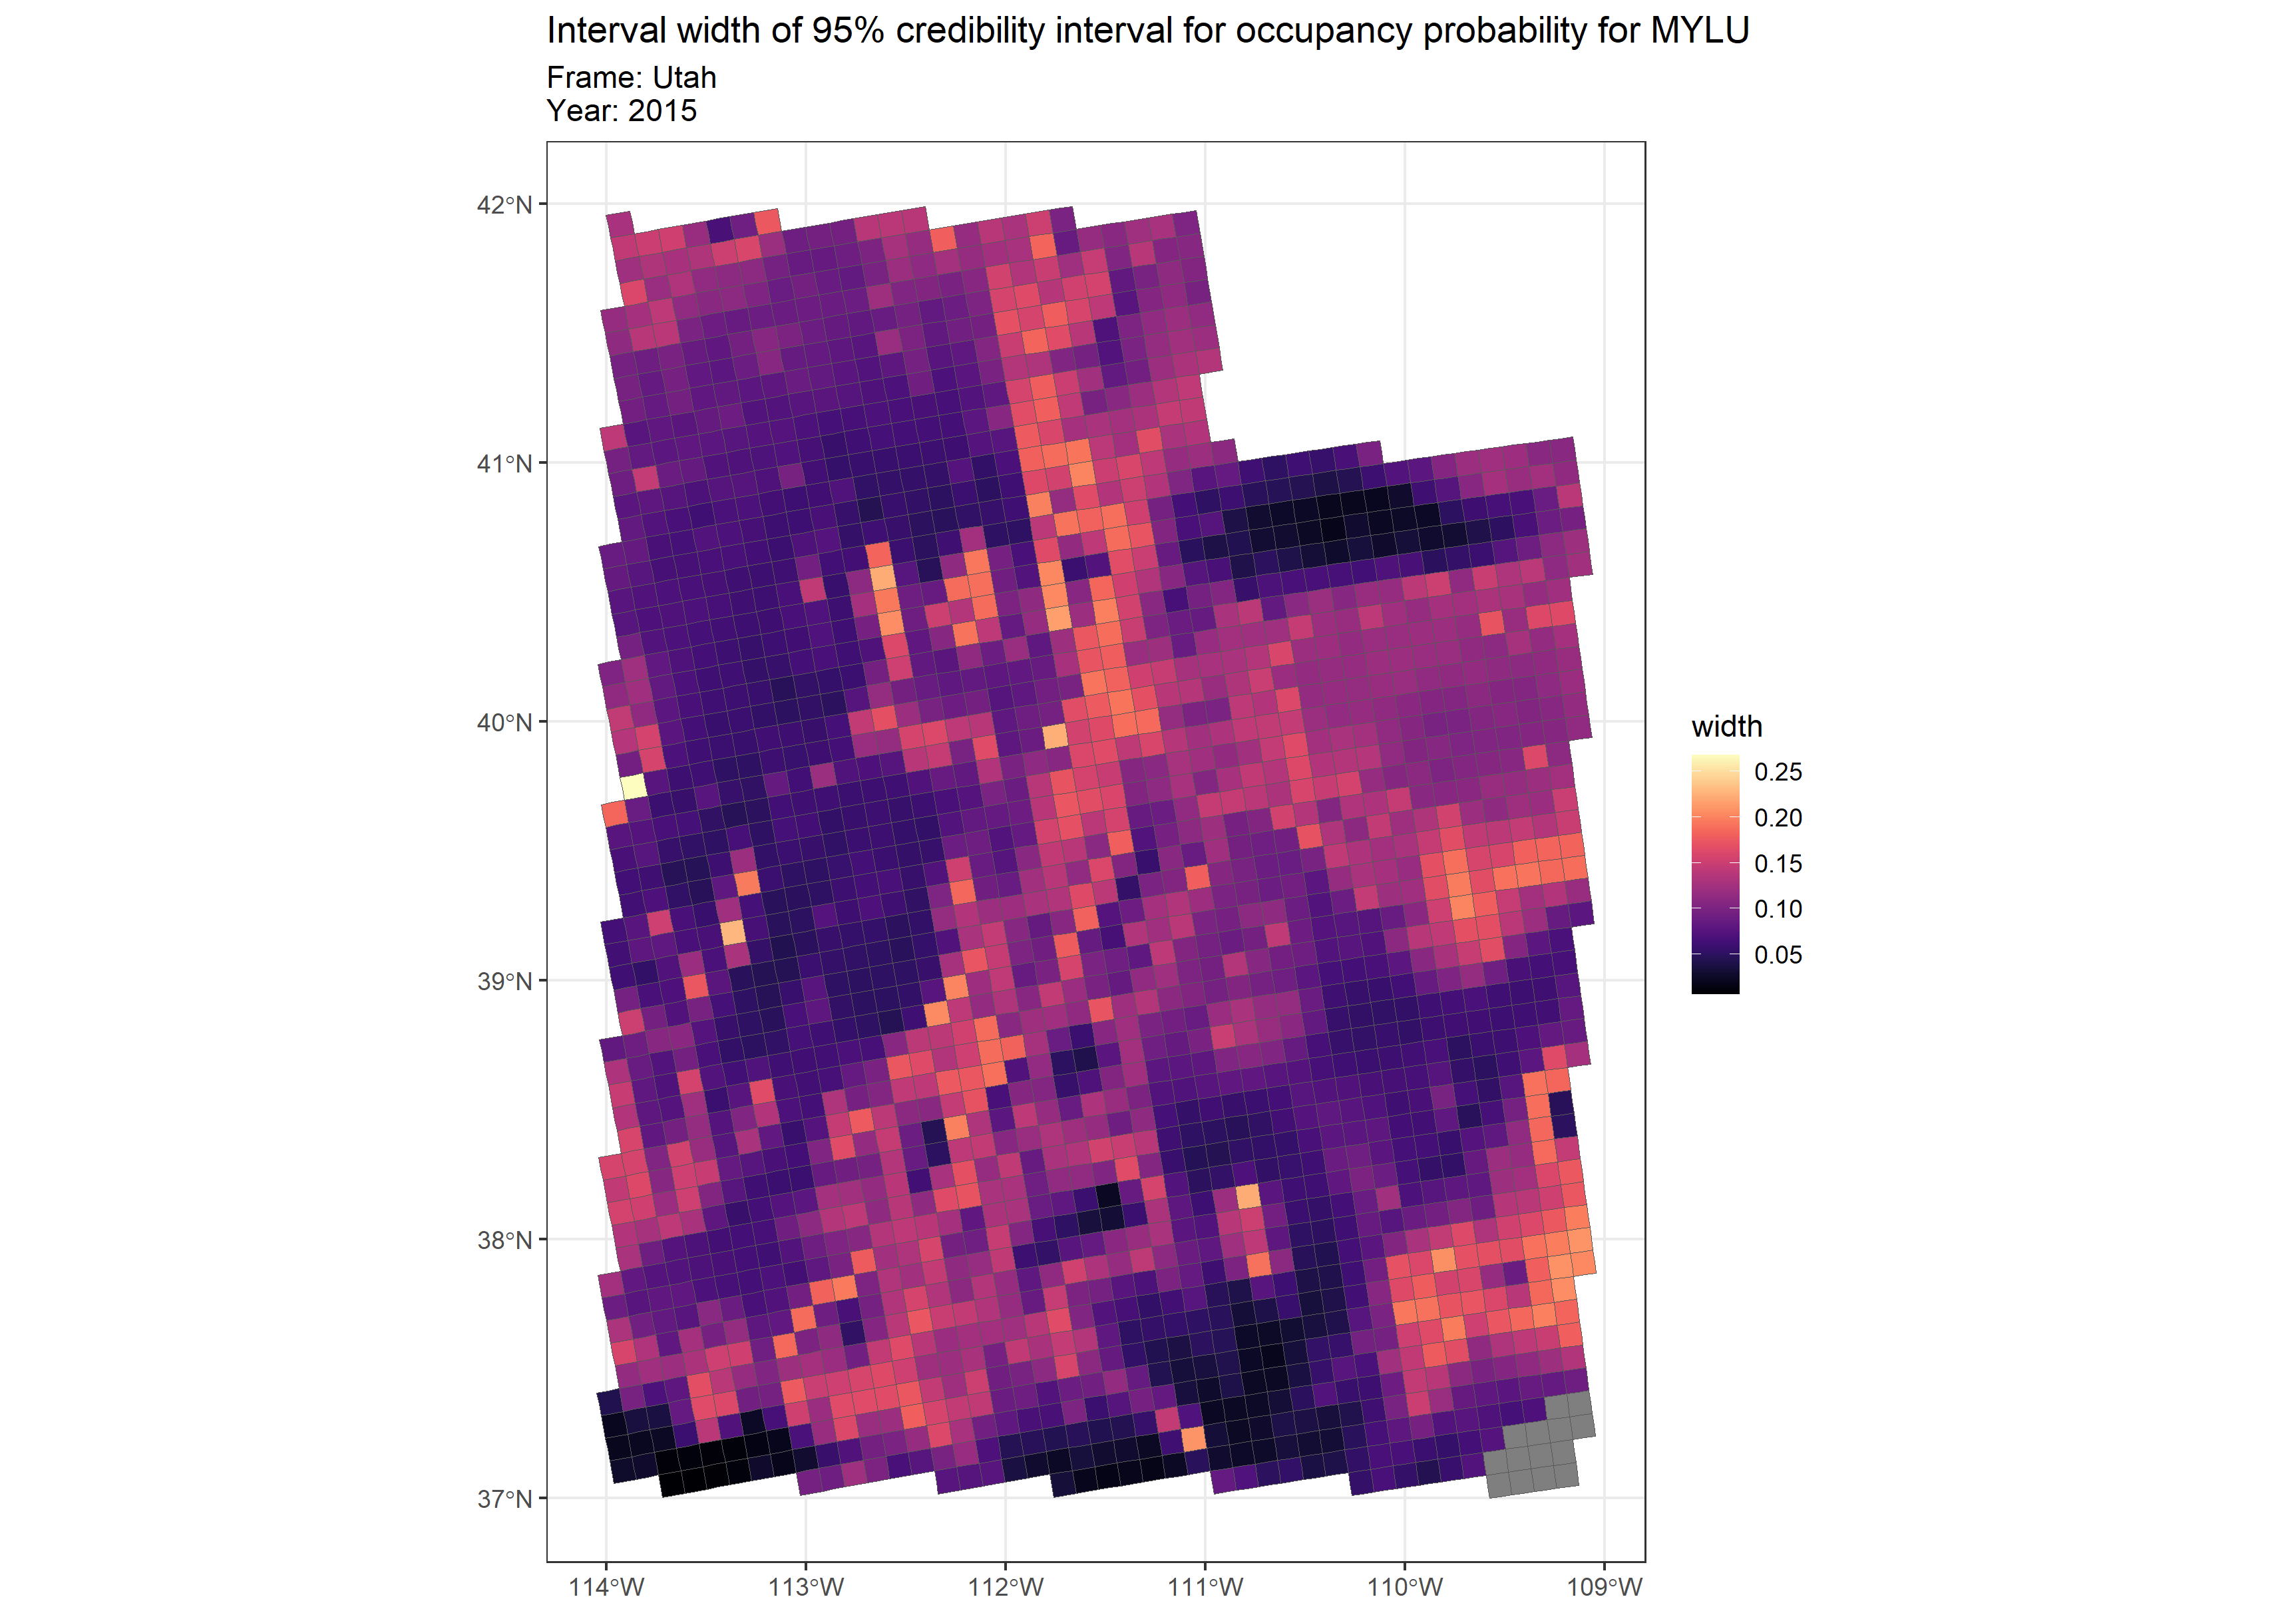 Interval width of 95% credibility interval for occupancy probability for MYLU
Frame: Utah
Year: 2015
42°N
41°N
40°N
39°N
38°N
37°N
114°W
113°W
112°W
111°W
110°W
109°W
width
0.25
0.20
0.15
0.10
0.05